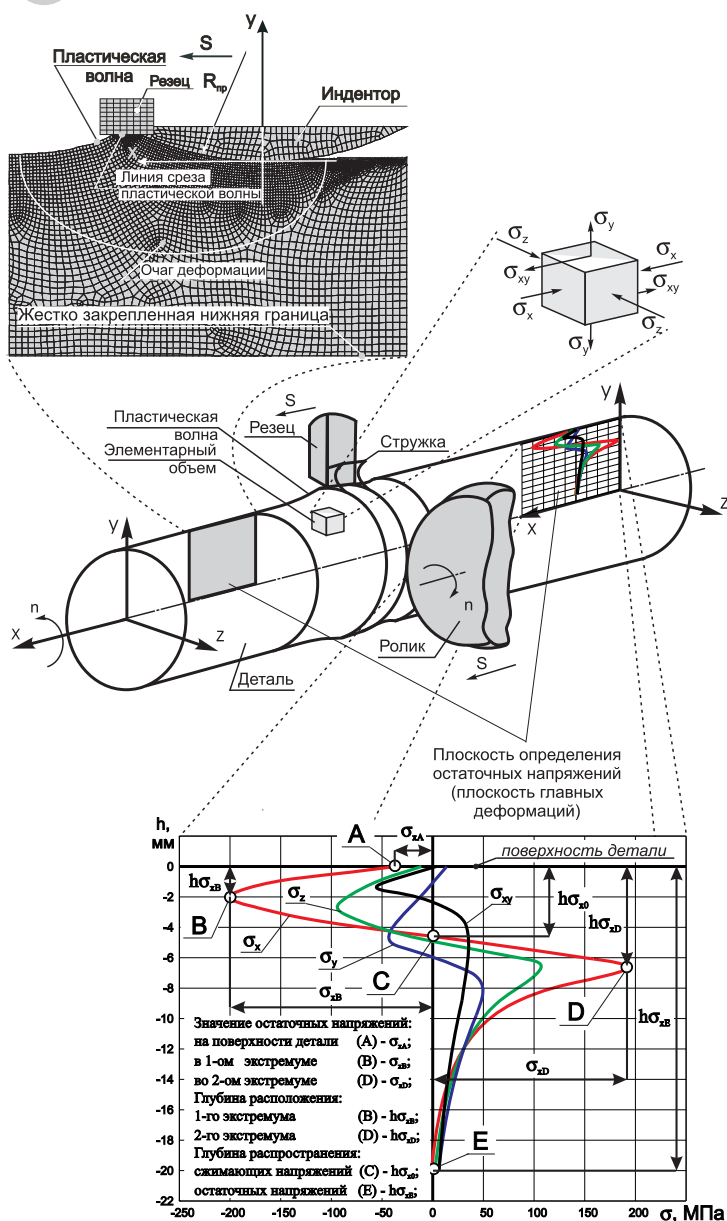 y
S
Пластическая
волна
Резец
Rпр
Индентор
x
Линия среза
пластической волны
Очаг деформации
Жестко закрепленная нижняя граница
σy
σz
σx
σxy
σxy
σx
σz
σy
y
S
Пластическая
волна
Резец
Стружка
Элементарный
объем
z
x
y
n
n
x
z
Ролик
S
Деталь
Плоскость определения
остаточных напряжений
(плоскость главных
деформаций)
h,
мм
A
σxA
поверхность детали
0
hσxB
-2
σz
σxy
hσx0
B
hσxD
-4
σx
σy
C
-6
σxB
D
-8
hσxE
-10
Значение остаточных напряжений:
на поверхности детали (A) - σxA;
-12
в 1-ом экстремуме (B) - σxB;
во 2-ом экстремуме (D) - σxD;
σxD
-14
Глубина расположения:
1-го экстремума (B) - hσxB;
-16
2-го экстремума (D) - hσxD;
E
Глубина распространения:
-18
сжимающих напряжений (C) - hσx0;
остаточных напряжений (E) - hσxE;
-20
-22
-250 -200 -150 -100 -50 0 50 100 150 200 σ, МПа